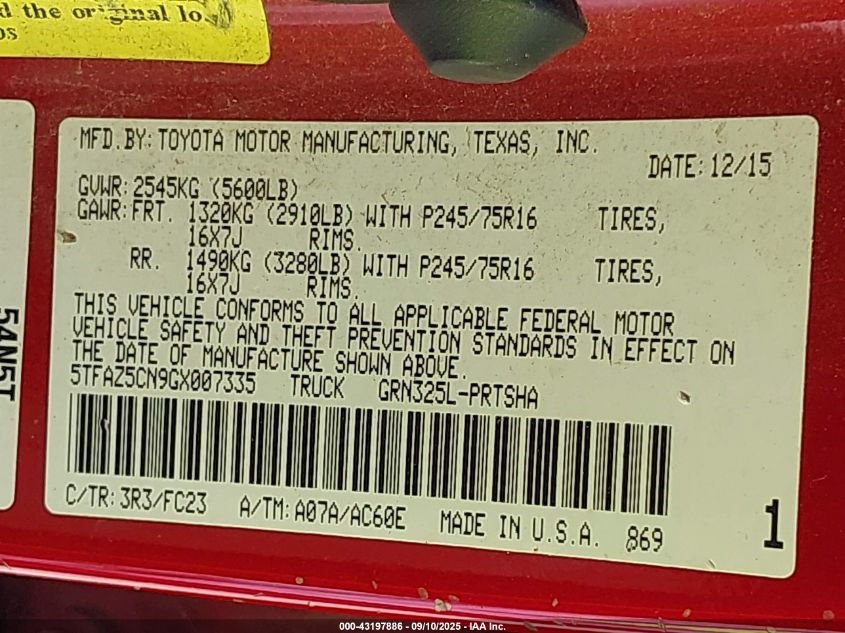 d the original lo
os
MFD.BY: TOYOTA MOTOR MANUFACTURING, TEXAS, INC.
DATE: 12/15
GVWR: 2545KG (5600LB)
GAWR: FRT. 1320KG (2910LB) WITH P245/75R16 TIRES,
16X7J RIMS.
RR. 1490KG (3280LB) WITH P245/75R16 TIRES,
16X7J RIMS.
THIS VEHICLE CONFORMS TO ALL APPLICABLE FEDERAL MOTOR
VEHICLE SAFETY AND THEFT PREVENTION STANDARDS IN EFFECT ON
THE DATE OF MANUFACTURE SHOWN ABOVE.
5TFAZ5CN9GX007335 TRUCK GRN325L-PRTSHA
C/TR: 3R3/FC23 A/TM: A07A/AC60E MADE IN U.S.A. 869
1
54N5T
000-43197886 - 09/10/2025 - IAA Inc.